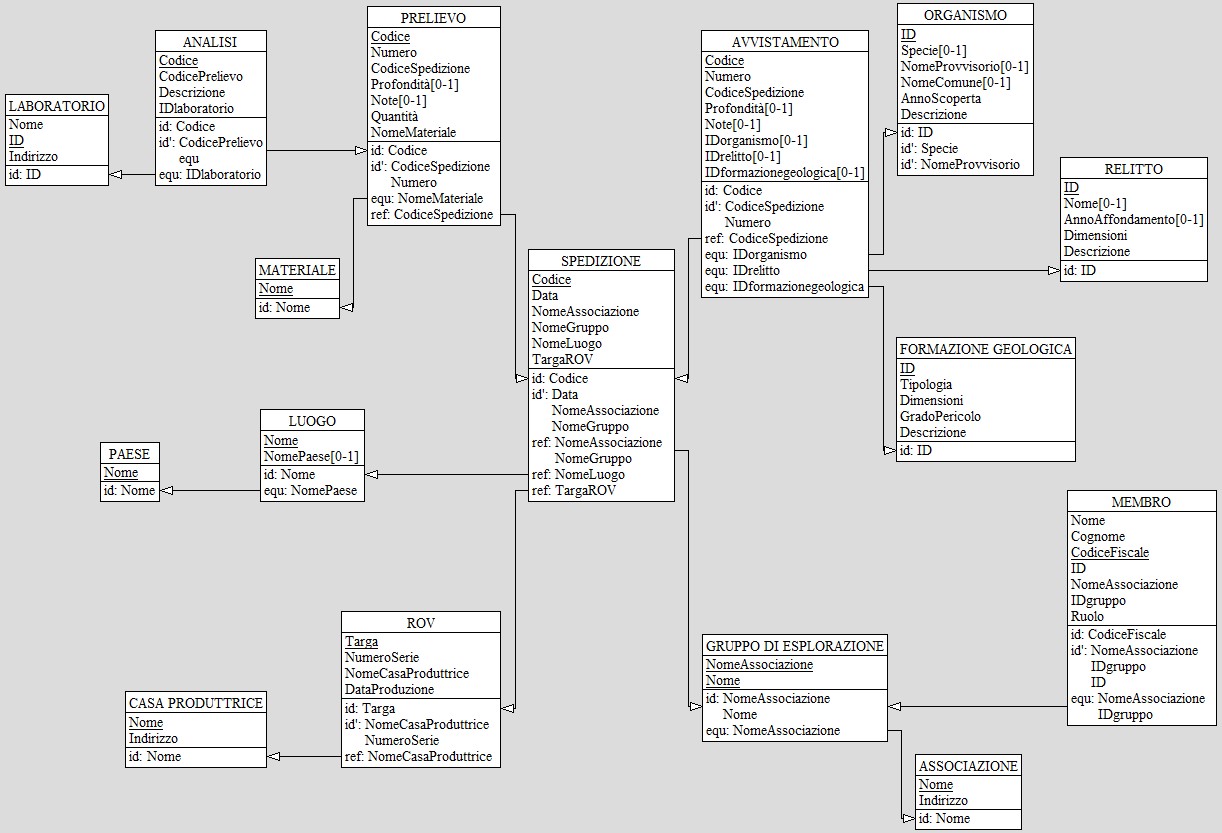 LABORATORIO
Nome
ID
Indirizzo
id: ID
ANALISI
Codice
CodicePrelievo
Descrizione
IDlaboratorio
id: Codice
id': CodicePrelievo
equ
equ: IDlaboratorio
PRELIEVO
Codice
Numero
CodiceSpedizione
Profondità[0-1]
Note[0-1]
Quantità
NomeMateriale
id: Codice
id': CodiceSpedizione
Numero
equ: NomeMateriale
ref: CodiceSpedizione
MATERIALE
Nome
id: Nome
AVVISTAMENTO
Codice
Numero
CodiceSpedizione
Profondità[0-1]
Note[0-1]
IDorganismo[0-1]
IDrelitto[0-1]
IDformazionegeologica[0-1]
id: Codice
id': CodiceSpedizione
Numero
ref: CodiceSpedizione
equ: IDorganismo
equ: IDrelitto
equ: IDformazionegeologica
ORGANISMO
ID
Specie[0-1]
NomeProvvisorio[0-1]
NomeComune[0-1]
AnnoScoperta
Descrizione
id: ID
id': Specie
id': NomeProvvisorio
RELITTO
ID
Nome[0-1]
AnnoAffondamento[0-1]
Dimensioni
Descrizione
id: ID
SPEDIZIONE
Codice
Data
NomeAssociazione
NomeGruppo
NomeLuogo
TargaROV
id: Codice
id': Data
NomeAssociazione
NomeGruppo
ref: NomeAssociazione
NomeGruppo
ref: NomeLuogo
ref: TargaROV
FORMAZIONE GEOLOGICA
ID
Tipologia
Dimensioni
GradoPericolo
Descrizione
id: ID
PAESE
Nome
id: Nome
LUOGO
Nome
NomePaese[0-1]
id: Nome
equ: NomePaese
MEMBRO
Nome
Cognome
CodiceFiscale
ID
NomeAssociazione
IDgruppo
Ruolo
id: CodiceFiscale
id': NomeAssociazione
IDgruppo
ID
equ: NomeAssociazione
IDgruppo
ROV
Targa
NumeroSerie
NomeCasaProduttrice
DataProduzione
id: Targa
id': NomeCasaProduttrice
NumeroSerie
ref: NomeCasaProduttrice
CASA PRODUTTRICE
Nome
Indirizzo
id: Nome
GRUPPO DI ESPLORAZIONE
NomeAssociazione
Nome
id: NomeAssociazione
Nome
equ: NomeAssociazione
ASSOCIAZIONE
Nome
Indirizzo
id: Nome